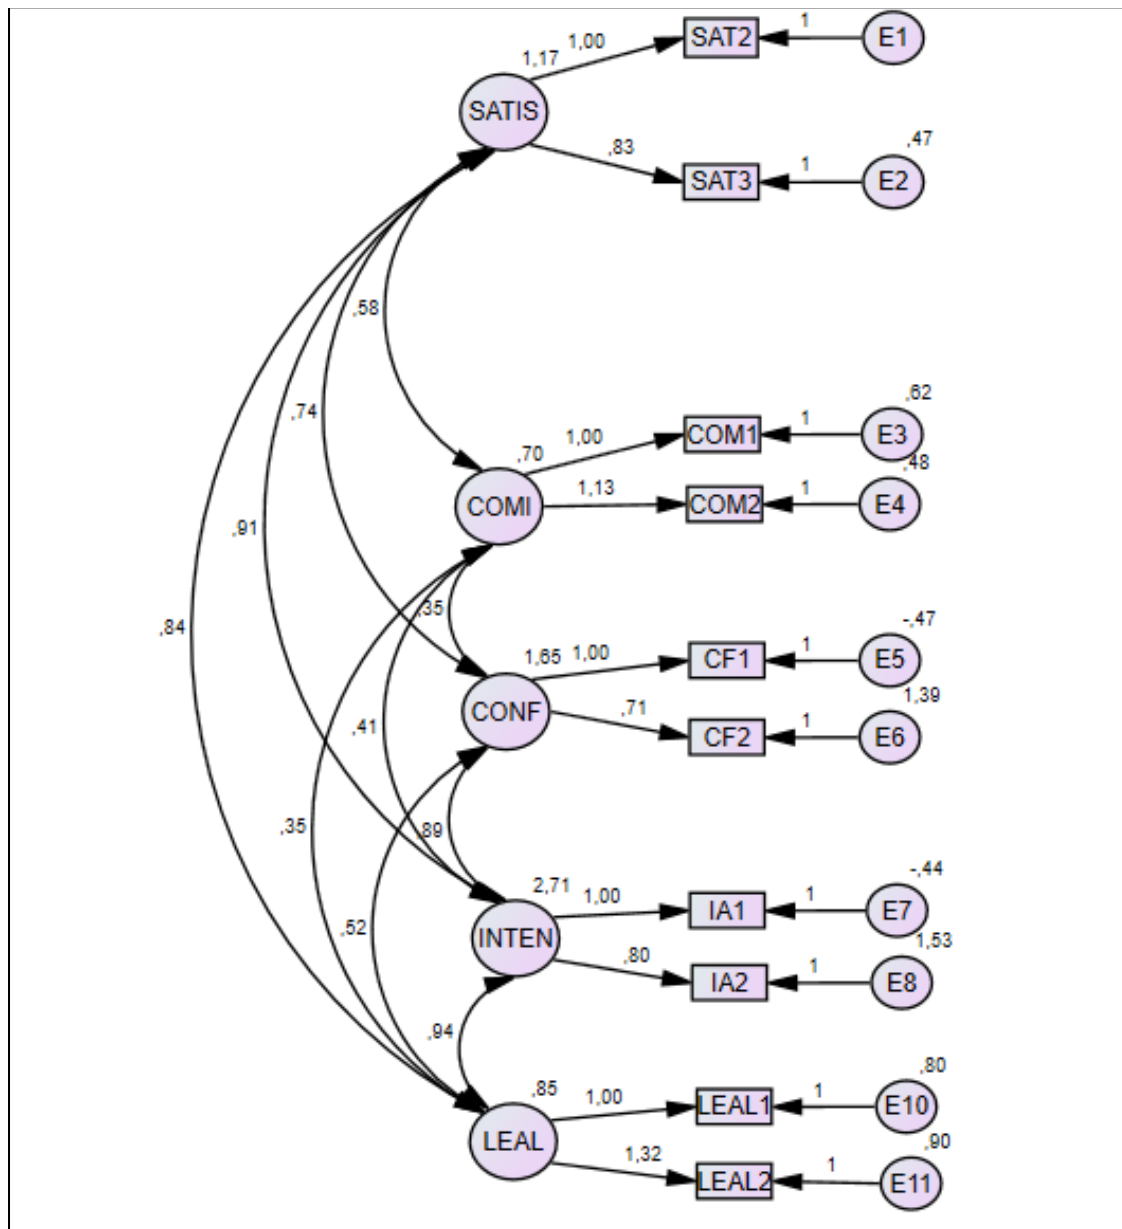 1
1,00
SAT2
E1
1,17
SATIS
,47
,83
1
SAT3
E2
,58
,62
,74
1,00
1
COM1
E3
,70
,48
COMI
1,13
1
COM2
E4
,91
,35
,84
-,47
1,65
1,00
1
CF1
E5
1,39
CONF
,71
1
CF2
E6
,41
,35
,89
-,44
2,71
1,00
1
IA1
E7
,52
INTEN
1,53
,80
1
IA2
E8
,94
,80
,85
1,00
1
LEAL1
E10
LEAL
,90
1,32
1
LEAL2
E11